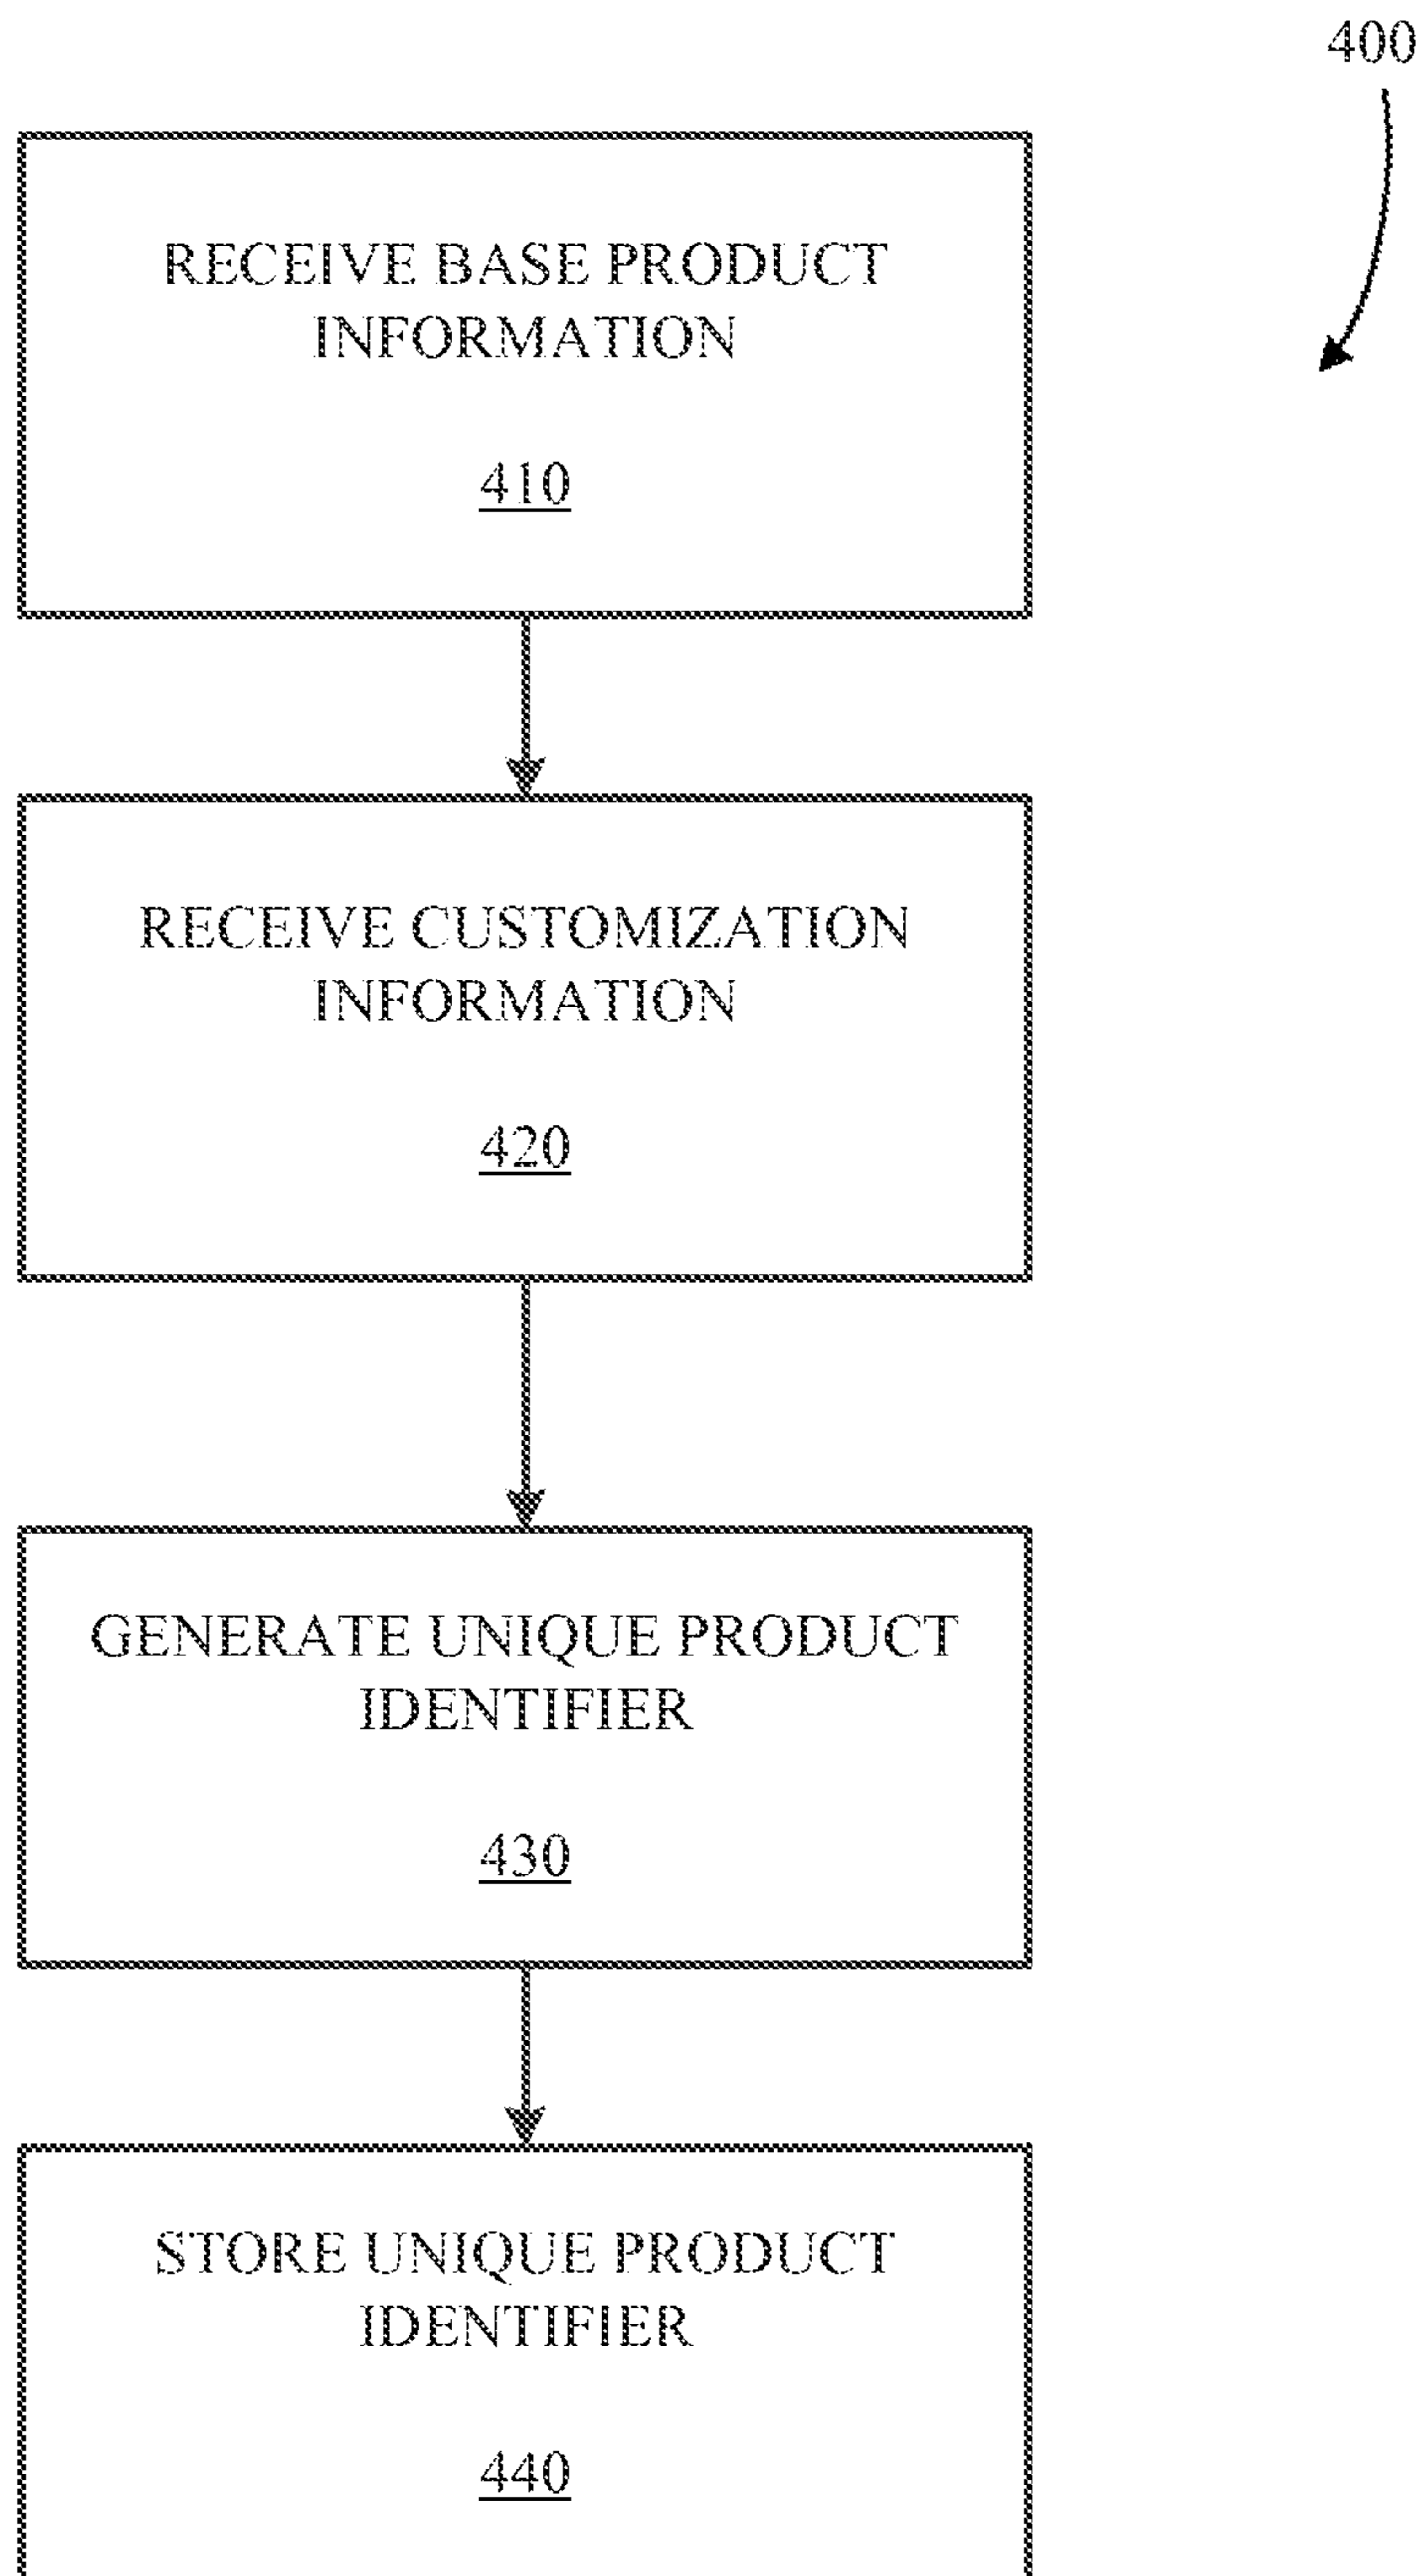 400
RECEIVE BASE PRODUCT
INFORMATION
410
RECEIVE CUSTOMIZATION
INFORMATION
420
GENERATE UNIQUE PRODUCT
IDENTIFIER
430
STORE UNIQUE PRODUCT
IDENTIFIER
440